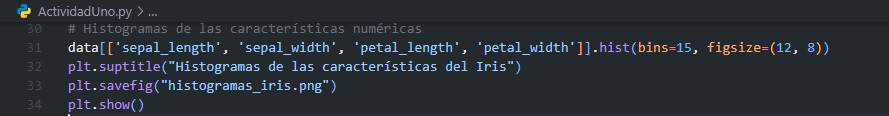 ActividadUno.py > ...
30 # Histogramas de las características numéricas
31 data[['sepal_length', 'sepal_width', 'petal_length', 'petal_width']].hist(bins=15, figsize=(12, 8))
32 plt.suptitle("Histogramas de las características del Iris")
33 plt.savefig("histogramas_iris.png")
34 plt.show()